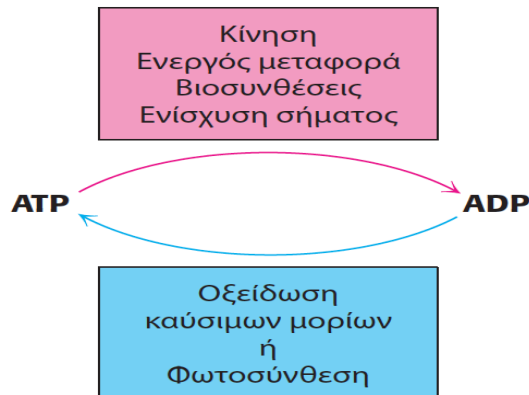 Κίνηση
Ενεργός μεταφορά
Βιοσυνθέσεις
Ενίσχυση σήματος
ATP
ADP
Οξείδωση
καύσιμων μορίων
ή
Φωτοσύνθεση